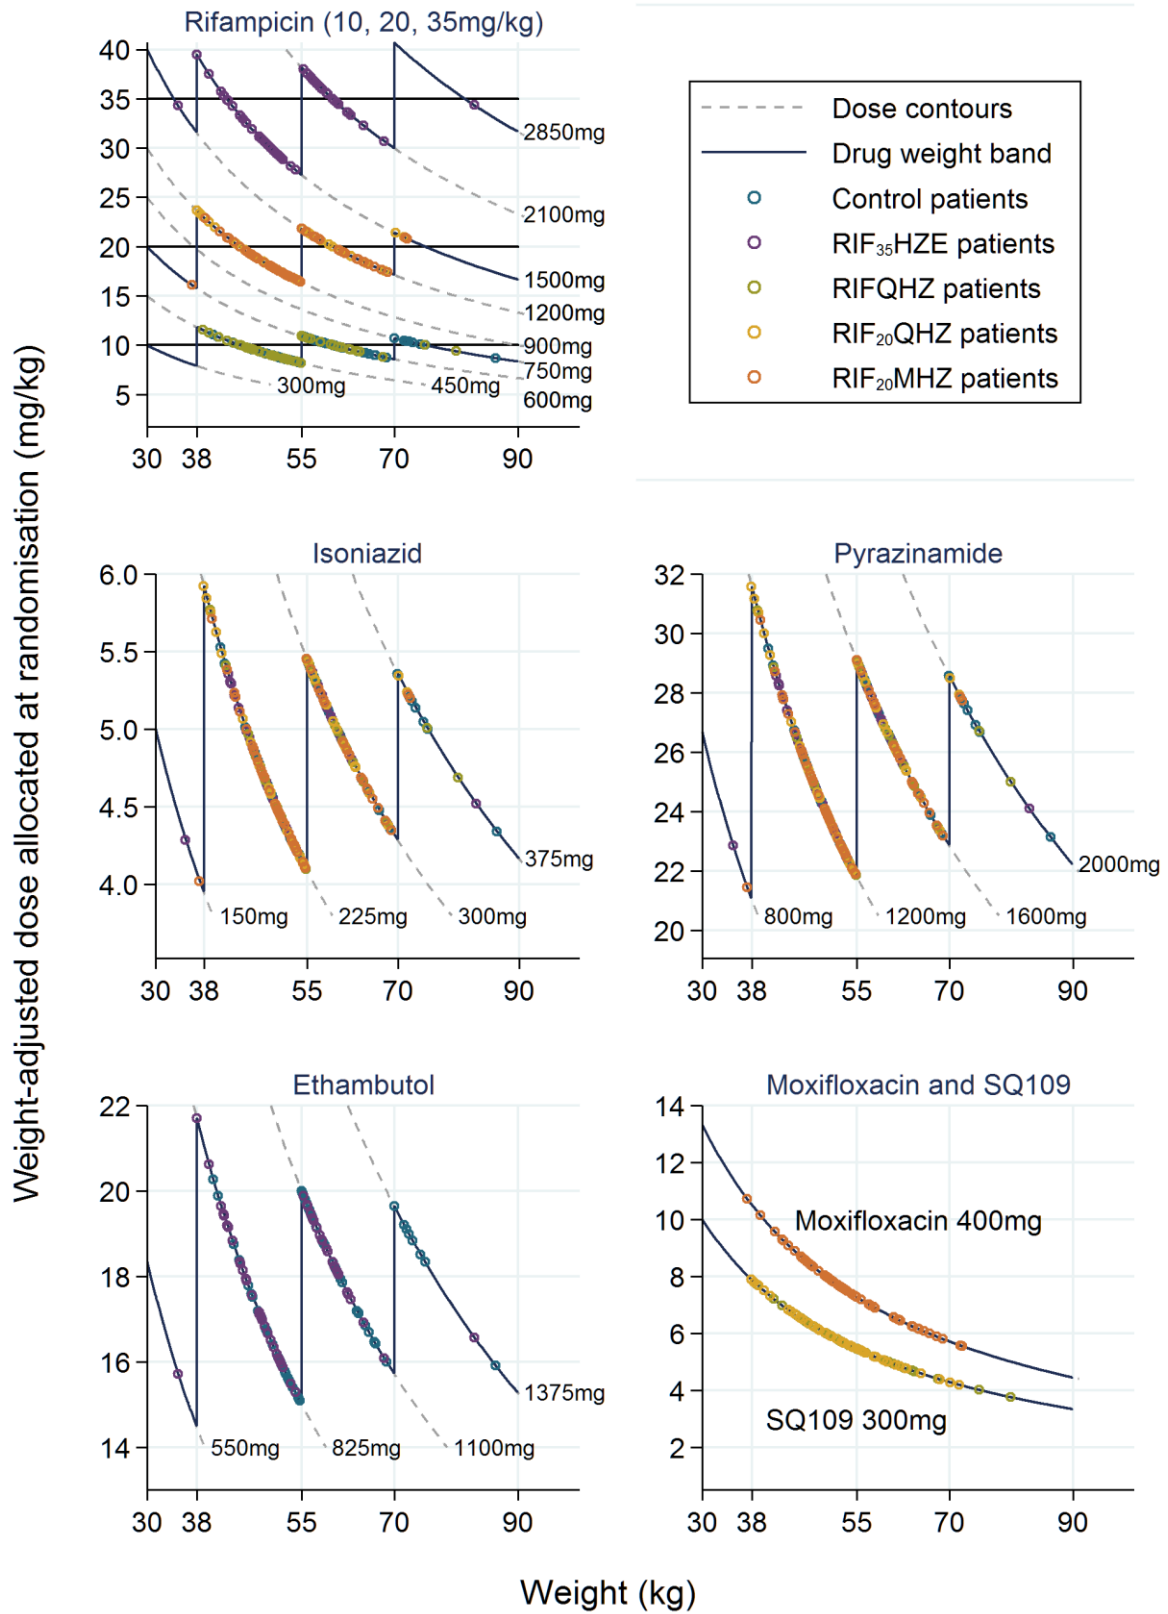 Weight-adjusted dose allocated at randomisation (mg/kg)
Rifampicin (10, 20, 35mg/kg)
40
35
30
25
20
15
10
5
2850mg
2100mg
1500mg
1200mg
900mg
750mg
600mg
300mg
450mg
30 38 55 70 90
Dose contours
Drug weight band
Control patients
RIF35HZE patients
RIFQHZ patients
RIF20QHZ patients
RIF20MHZ patients
Isoniazid
6.0
5.5
5.0
4.5
4.0
375mg
150mg
225mg
300mg
30 38 55 70 90
Pyrazinamide
32
30
28
26
24
22
20
2000mg
800mg
1200mg
1600mg
30 38 55 70 90
Ethambutol
22
20
18
16
14
1375mg
550mg
825mg
1100mg
30 38 55 70 90
Moxifloxacin and SQ109
14
12
10
8
6
4
2
Moxifloxacin 400mg
SQ109 300mg
30 38 55 70 90
Weight (kg)